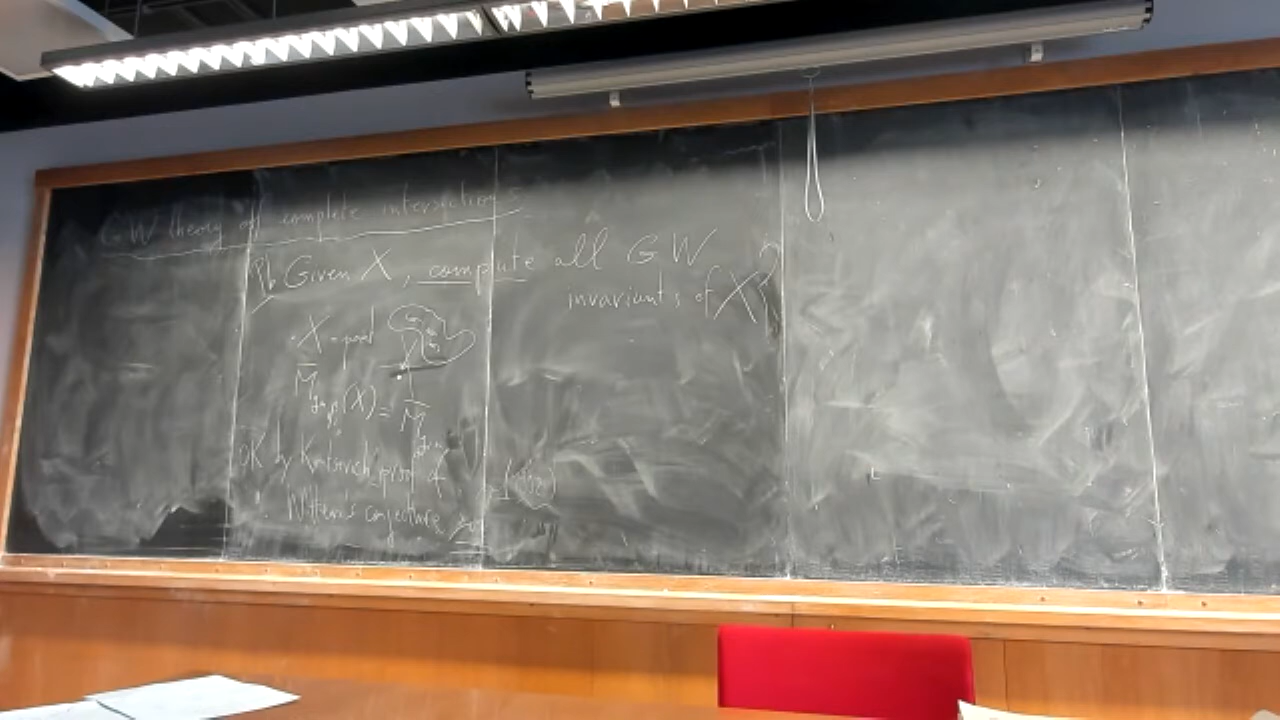 GW theory of complete intersections
Pb Given X, compute all GW
invariants of X?
• X = point
M̅g,n,β(X) = M̅g,n
OK by Kontsevich proof of
Witten's conjecture